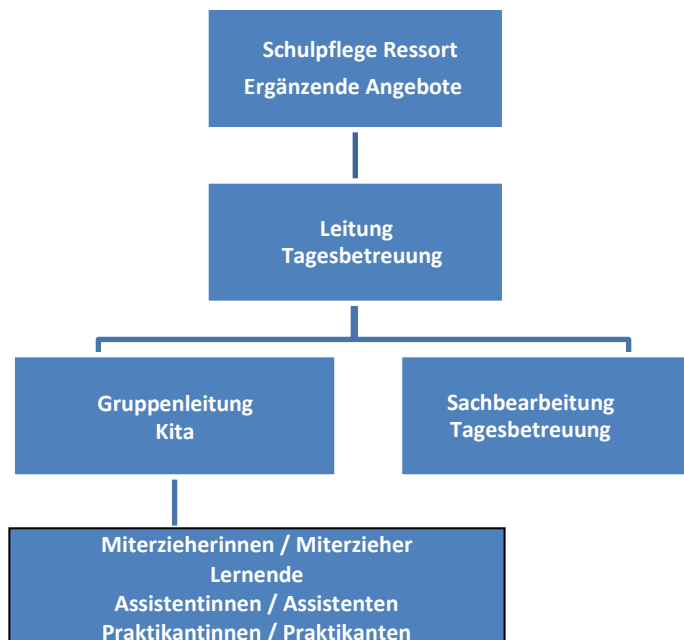 Schulpflege Ressort
Ergänzende Angebote
Leitung
Tagesbetreuung
Gruppenleitung
Kita
Sachbearbeitung
Tagesbetreuung
Miterzieherinnen / Miterzieher
Lernende
Assistentinnen / Assistenten
Praktikantinnen / Praktikanten